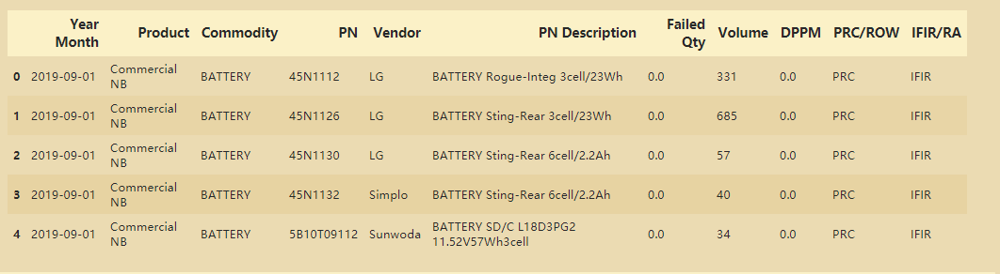 Year Month Product Commodity PN Vendor PN Description Failed Qty Volume DPPM PRC/ROW IFIR/RA
0 2019-09-01 Commercial NB BATTERY 45N1112 LG BATTERY Rogue-Integ 3cell/23Wh 0.0 331 0.0 PRC IFIR
1 2019-09-01 Commercial NB BATTERY 45N1126 LG BATTERY Sting-Rear 3cell/23Wh 0.0 685 0.0 PRC IFIR
2 2019-09-01 Commercial NB BATTERY 45N1130 LG BATTERY Sting-Rear 6cell/2.2Ah 0.0 57 0.0 PRC IFIR
3 2019-09-01 Commercial NB BATTERY 45N1132 Simplo BATTERY Sting-Rear 6cell/2.2Ah 0.0 40 0.0 PRC IFIR
4 2019-09-01 Commercial NB BATTERY 5B10T09112 Sunwoda BATTERY SD/C L18D3PG2 11.52V57Wh3cell 0.0 34 0.0 PRC IFIR